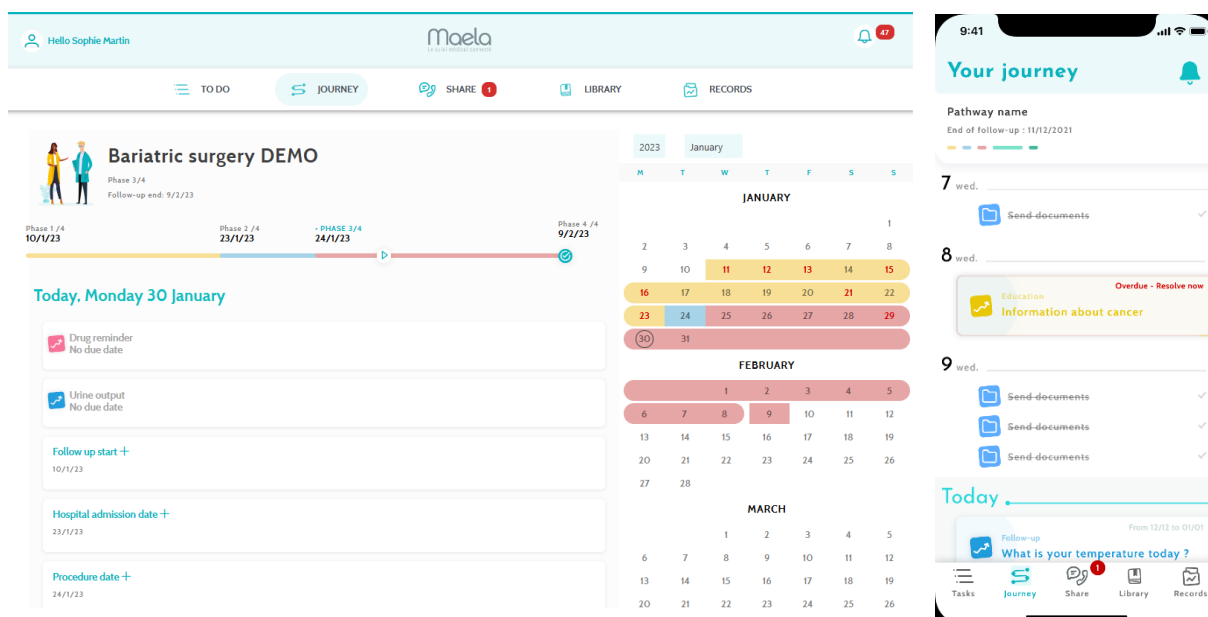 Hello Sophie Martin
Maela
Le suivi médical connecté
47
TO DO
JOURNEY
SHARE 1
LIBRARY
RECORDS
Bariatric surgery DEMO
Phase 3/4
Follow-up end: 9/2/23
Phase 1 /4
10/1/23
Phase 2 /4
23/1/23
• PHASE 3/4
24/1/23
Phase 4 /4
9/2/23
Today, Monday 30 January
Drug reminder
No due date
Urine output
No due date
Follow up start +
10/1/23
Hospital admission date +
23/1/23
Procedure date +
24/1/23
2023 January
M T W T F S S
JANUARY
1
2 3 4 5 6 7 8
9 10 11 12 13 14 15
16 17 18 19 20 21 22
23 24 25 26 27 28 29
30 31
FEBRUARY
1 2 3 4 5
6 7 8 9 10 11 12
13 14 15 16 17 18 19
20 21 22 23 24 25 26
27 28
MARCH
1 2 3 4 5
6 7 8 9 10 11 12
13 14 15 16 17 18 19
20 21 22 23 24 25 26
9:41
Your journey
Pathway name
End of follow-up : 11/12/2021
7 wed.
Send documents
8 wed.
Overdue - Resolve now
Education
Information about cancer
9 wed.
Send documents
Send documents
Send documents
Today
From 12/12 to 01/01
Follow-up
What is your temperature today ?
1
Tasks
Journey
Share
Library
Records